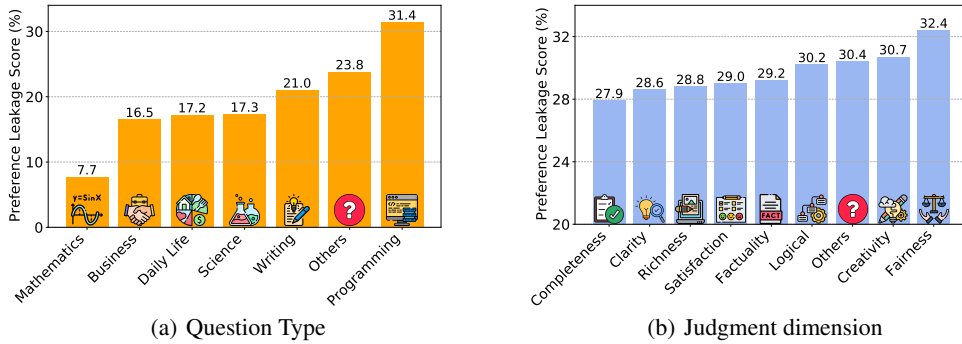 Preference Leakage Score (%)
30
20
10
0
7.7
16.5
17.2
17.3
21.0
23.8
31.4
y=SinX
?
Mathematics
Business
Daily Life
Science
Writing
Others
Programming
(a) Question Type
Preference Leakage Score (%)
32
28
24
20
27.9
28.6
28.8
29.0
29.2
30.2
30.4
30.7
32.4
FACT
?
Completeness
Clarity
Richness
Satisfaction
Factuality
Logical
Others
Creativity
Fairness
(b) Judgment dimension